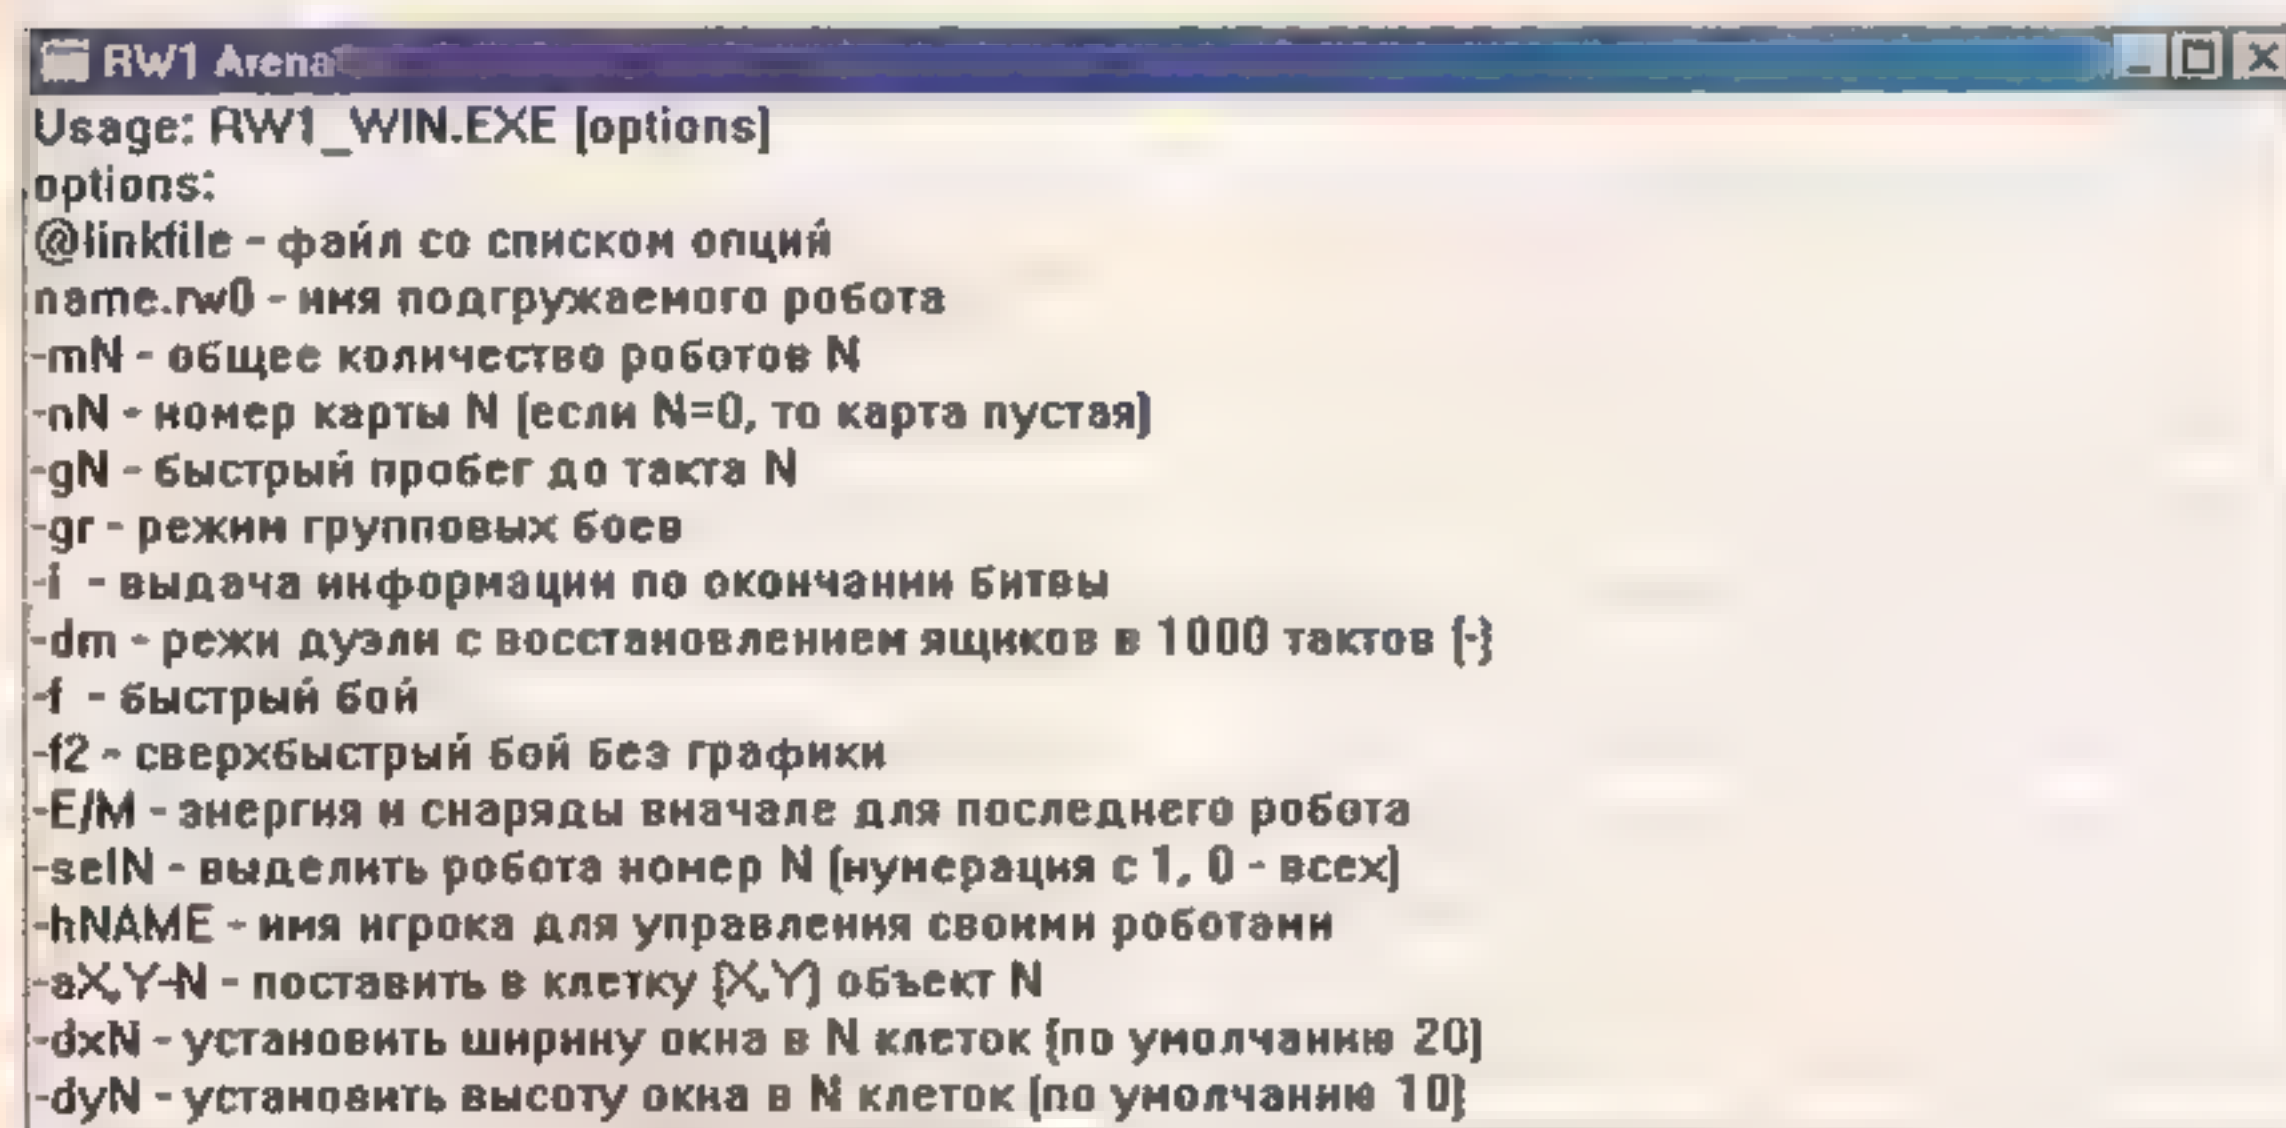 RW1 Arena
Usage: RW1_WIN.EXE [options]
options:
@linkfile - файл со списком опций
name.rw0 - имя подгружаемого робота
-mN - общее количество роботов N
-nN - номер карты N (если N=0, то карта пустая)
-gN - быстрый пробег до такта N
-gr - режим групповых боев
-i - выдача информации по окончании битвы
-dm - режи дуэли с восстановлением ящиков в 1000 тактов (-)
-f - быстрый бой
-f2 - сверхбыстрый бой без графики
-E/M - энергия и снаряды вначале для последнего робота
-selN - выделить робота номер N (нумерация с 1, 0 - всех)
-hNAME - имя игрока для управления своими роботами
-aX,Y-N - поставить в клетку (X,Y) объект N
-dxN - установить ширину окна в N клеток (по умолчанию 20)
-dyN - установить высоту окна в N клеток (по умолчанию 10)